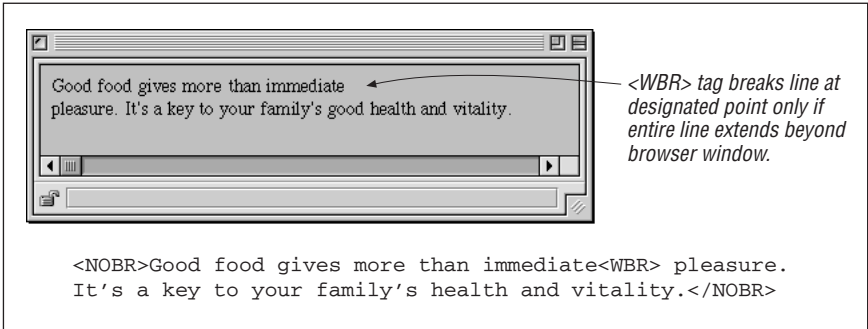 Good food gives more than immediate
pleasure. It's a key to your family's good health and vitality.
<WBR> tag breaks line at
designated point only if
entire line extends beyond
browser window.
<NOBR>Good food gives more than immediate<WBR> pleasure.
It’s a key to your family’s health and vitality.</NOBR>